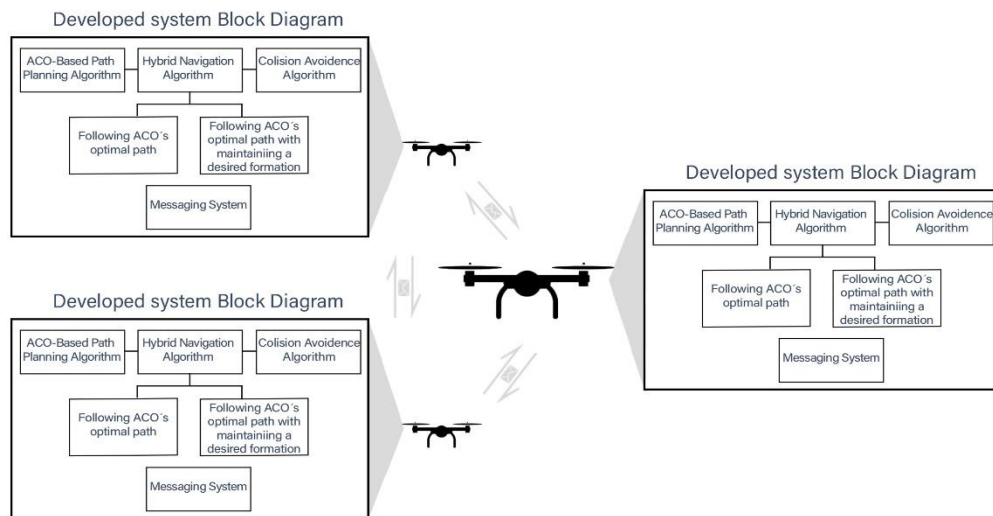 Developed system Block Diagram
ACO-Based Path
Planning Algorithm
Hybrid Navigation
Algorithm
Colision Avoidence
Algorithm
Following ACO´s
optimal path
Following ACO´s
optimal path with
maintainiing a
desired formation
Messaging System
Developed system Block Diagram
ACO-Based Path
Planning Algorithm
Hybrid Navigation
Algorithm
Colision Avoidence
Algorithm
Following ACO´s
optimal path
Following ACO´s
optimal path with
maintainiing a
desired formation
Messaging System
Developed system Block Diagram
ACO-Based Path
Planning Algorithm
Hybrid Navigation
Algorithm
Colision Avoidence
Algorithm
Following ACO´s
optimal path
Following ACO´s
optimal path with
maintainiing a
desired formation
Messaging System